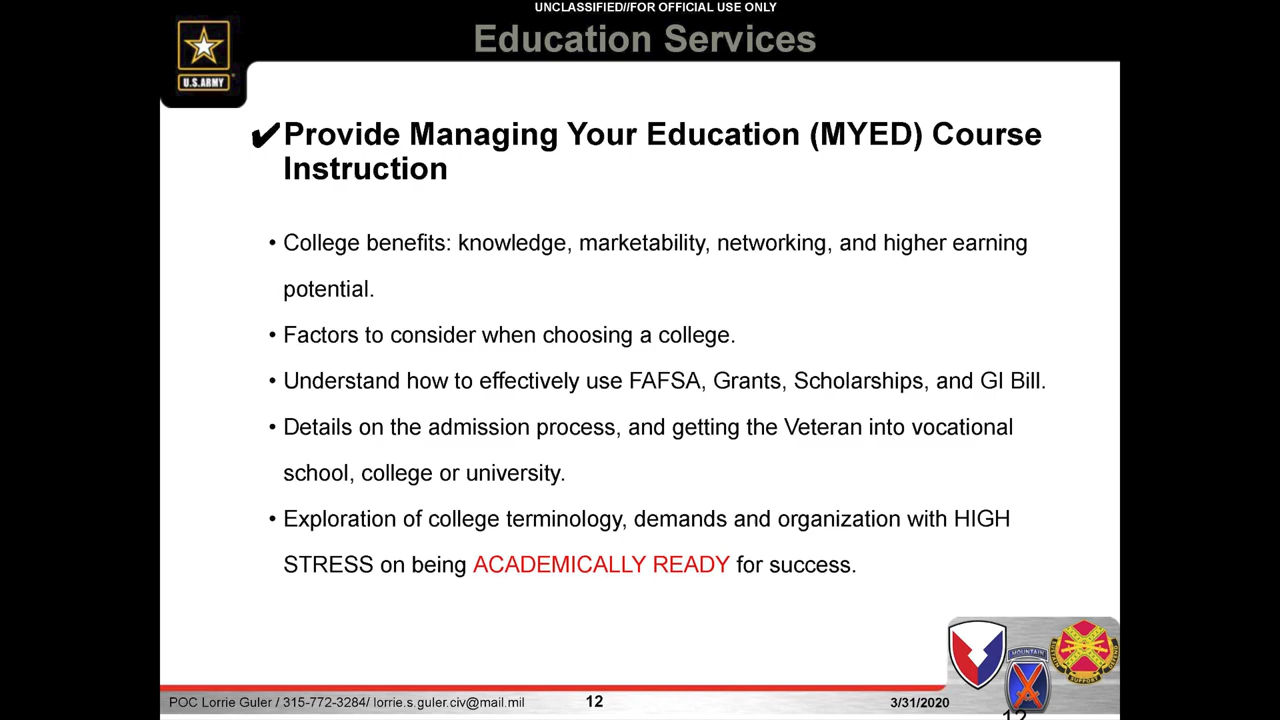 UNCLASSIFIED//FOR OFFICIAL USE ONLY
Education Services
U.S.ARMY
✔Provide Managing Your Education (MYED) Course
Instruction
• College benefits: knowledge, marketability, networking, and higher earning
potential.
• Factors to consider when choosing a college.
• Understand how to effectively use FAFSA, Grants, Scholarships, and GI Bill.
• Details on the admission process, and getting the Veteran into vocational
school, college or university.
• Exploration of college terminology, demands and organization with HIGH
STRESS on being ACADEMICALLY READY for success.
MOUNTAIN
SUPPORT
POC Lorrie Guler / 315-772-3284/ lorrie.s.guler.civ@mail.mil
12
3/31/2020
12